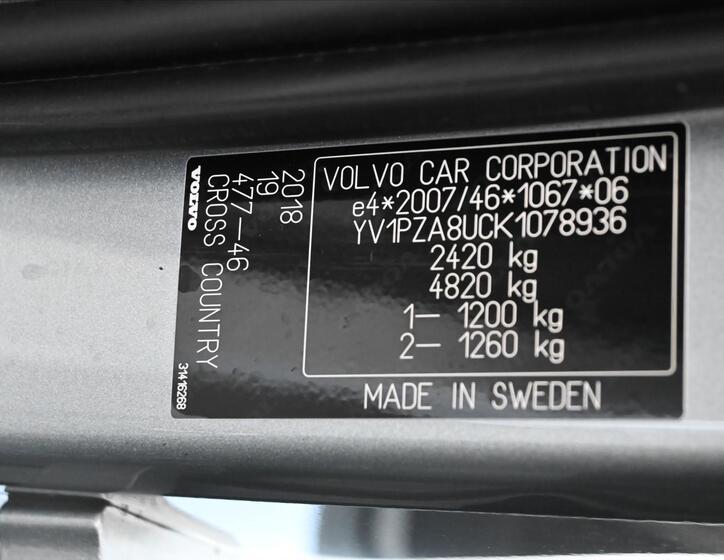 VOLVO
2018
19
477-46
CROSS COUNTRY
31416268
VOLVO CAR CORPORATION
e4*2007/46*1067*06
YV1PZA8UCK1078936
2420 kg
4820 kg
1- 1200 kg
2- 1260 kg
MADE IN SWEDEN